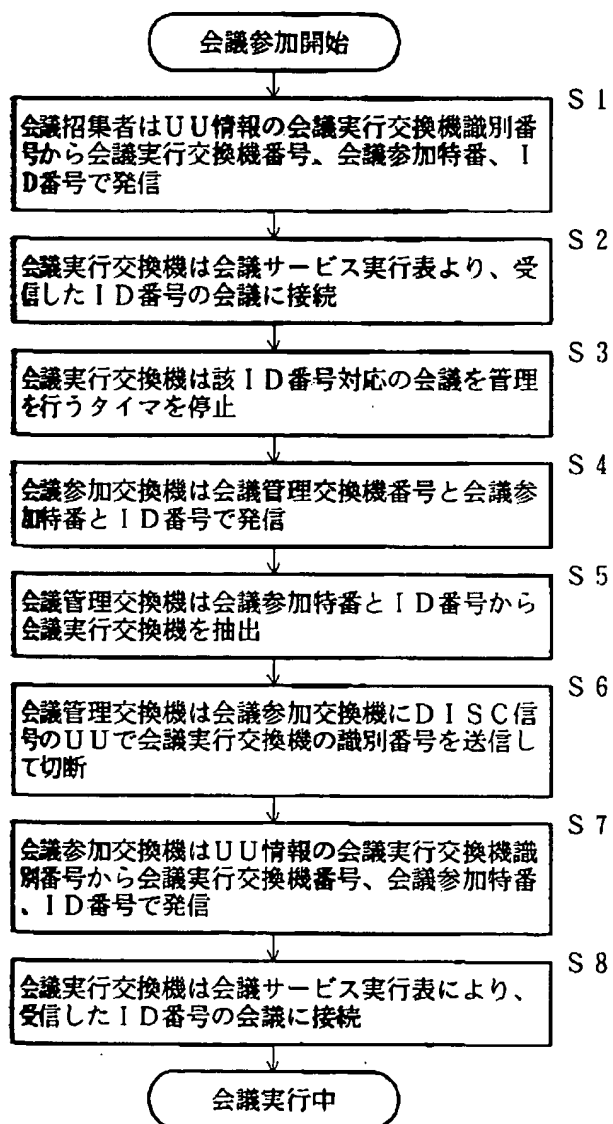 会議参加開始
S 1
会議招集者はUU情報の会議実行交換機識別番
号から会議実行交換機番号、会議参加特番、I
D番号で発信
S 2
会議実行交換機は会議サービス実行表より、受
信したID番号の会議に接続
S 3
会議実行交換機は該ID番号対応の会議を管理
を行うタイマを停止
S 4
会議参加交換機は会議管理交換機番号と会議参
加特番とID番号で発信
S 5
会議管理交換機は会議参加特番とID番号から
会議実行交換機を抽出
S 6
会議管理交換機は会議参加交換機にDISC信
号のUUで会議実行交換機の識別番号を送信し
て切断
S 7
会議参加交換機はUU情報の会議実行交換機識
別番号から会議実行交換機番号、会議参加特番
、ID番号で発信
S 8
会議実行交換機は会議サービス実行表により、
受信したID番号の会議に接続
会議実行中